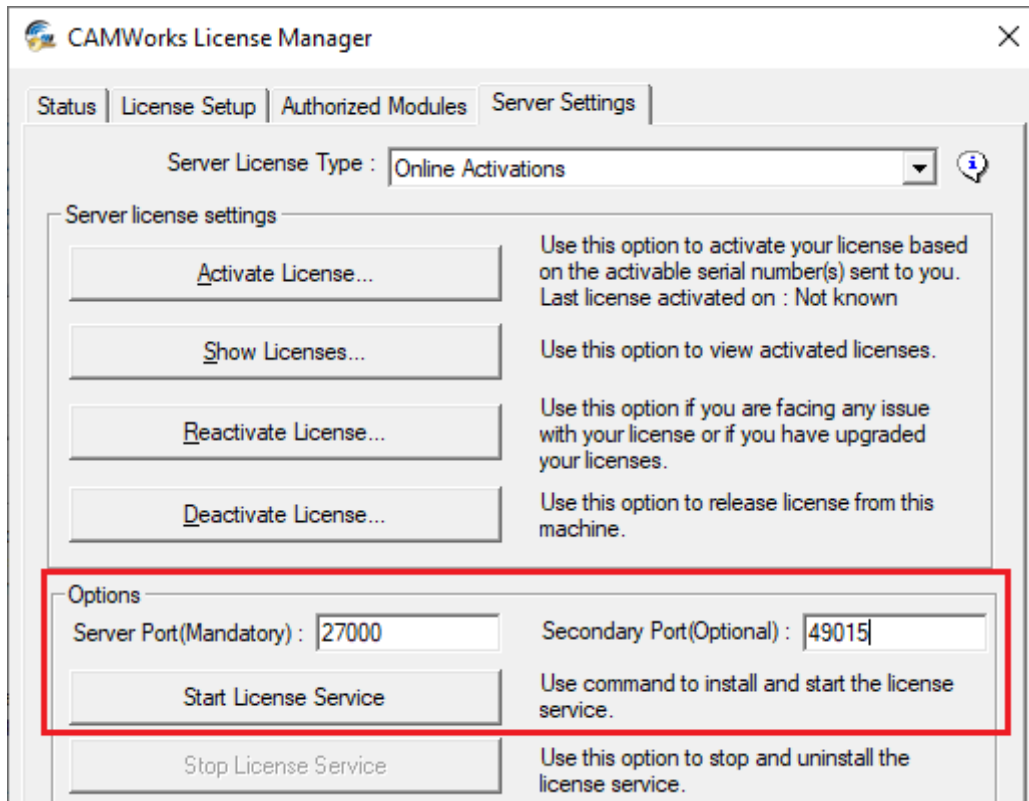 CAMWorks License Manager
Status License Setup Authorized Modules Server Settings
Server License Type : Online Activations
Server license settings
Activate License...
Use this option to activate your license based
on the activable serial number(s) sent to you.
Last license activated on : Not known
Show Licenses...
Use this option to view activated licenses.
Reactivate License...
Use this option if you are facing any issue
with your license or if you have upgraded
your licenses.
Deactivate License...
Use this option to release license from this
machine.
Options
Server Port(Mandatory) : 27000 Secondary Port(Optional) : 49015
Start License Service
Use command to install and start the license
service.
Stop License Service
Use this option to stop and uninstall the
license service.